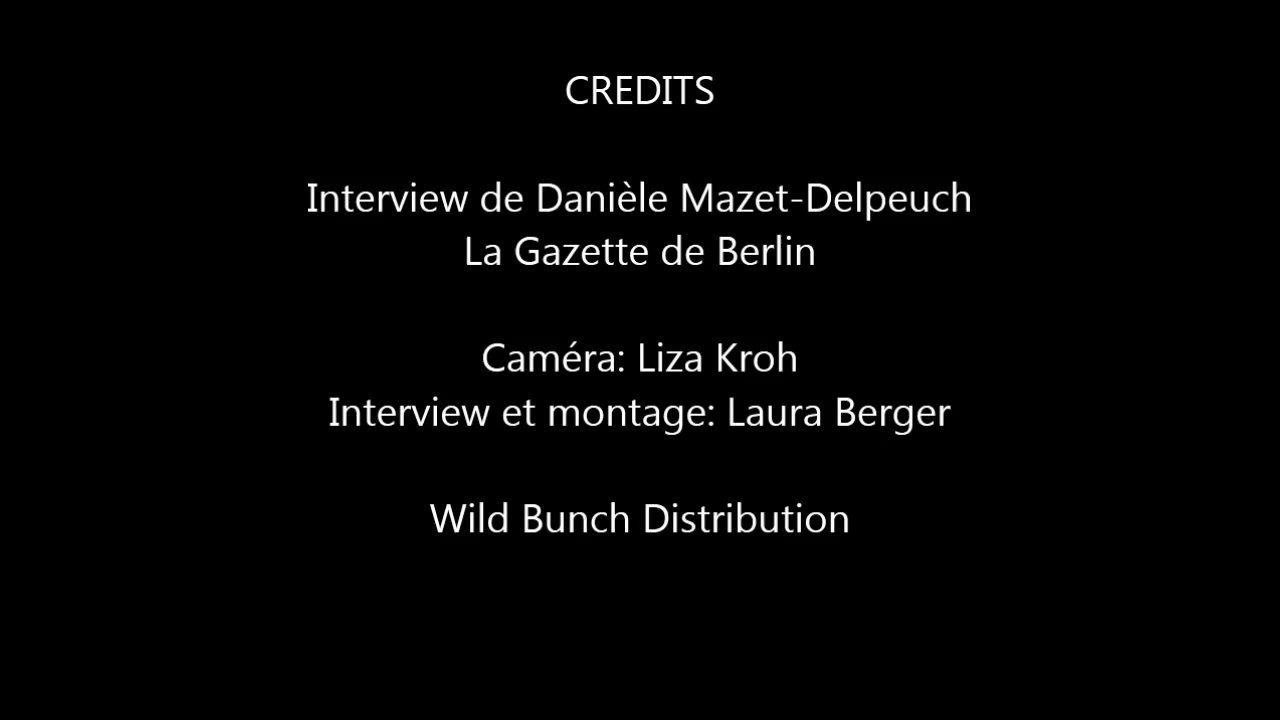 CREDITS
Interview de Danièle Mazet-Delpeuch
La Gazette de Berlin
Caméra: Liza Kroh
Interview et montage: Laura Berger
Wild Bunch Distribution